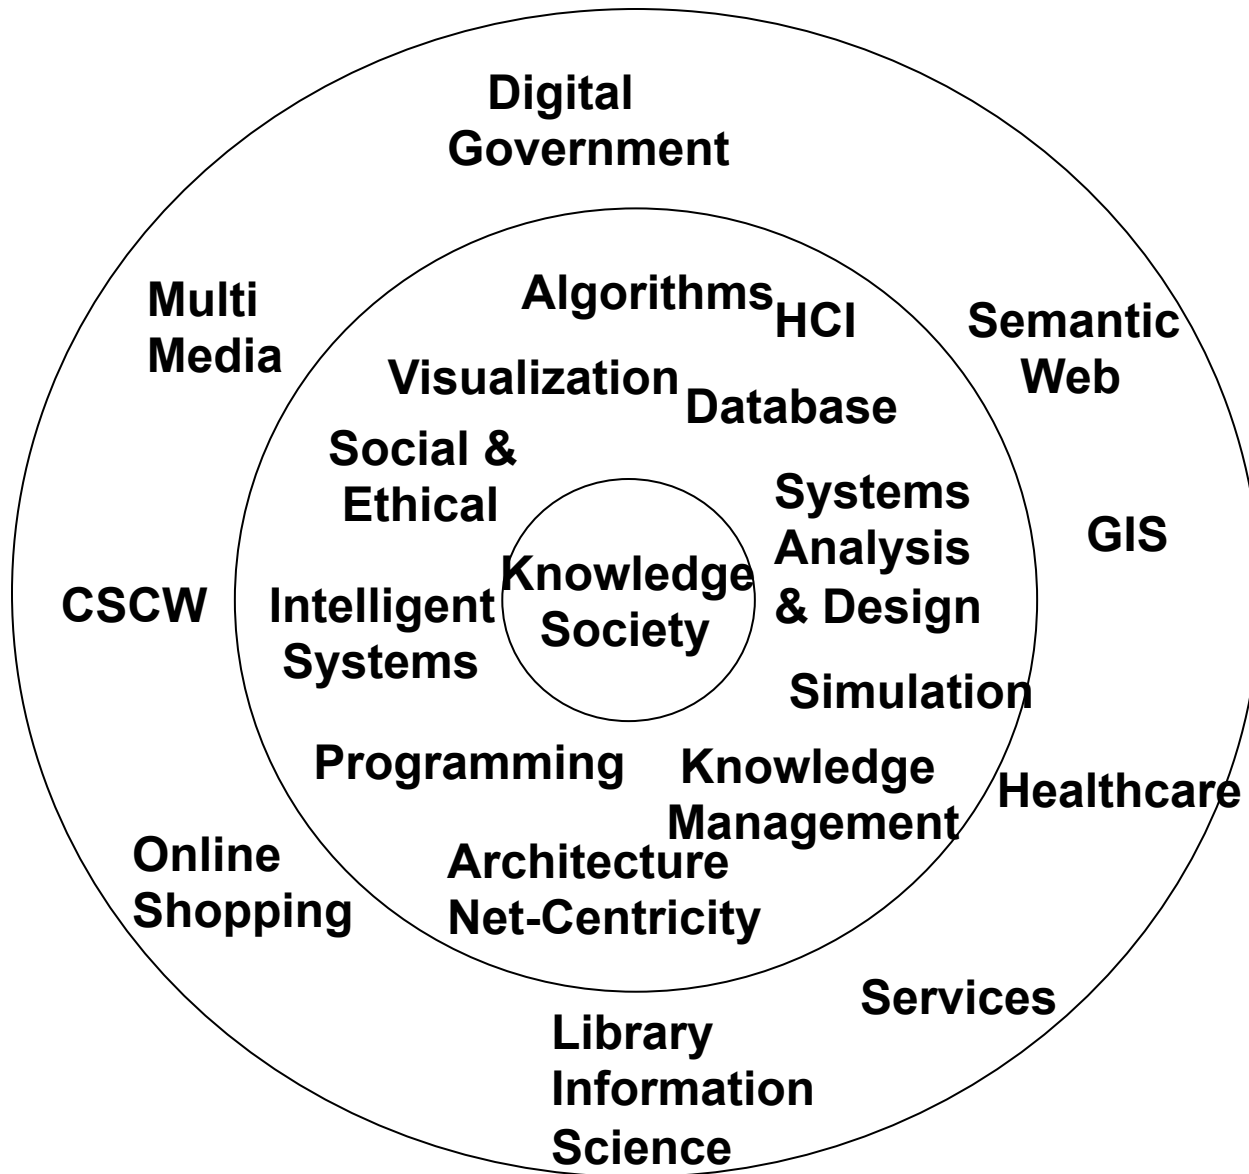 Digital
Government
Multi
Media
Algorithms
HCI
Semantic
Web
Visualization
Database
Social &
Ethical
Systems
Analysis
& Design
GIS
Knowledge
Society
CSCW
Intelligent
Systems
Simulation
Programming
Knowledge
Management
Healthcare
Online
Shopping
Architecture
Net-Centricity
Services
Library
Information
Science